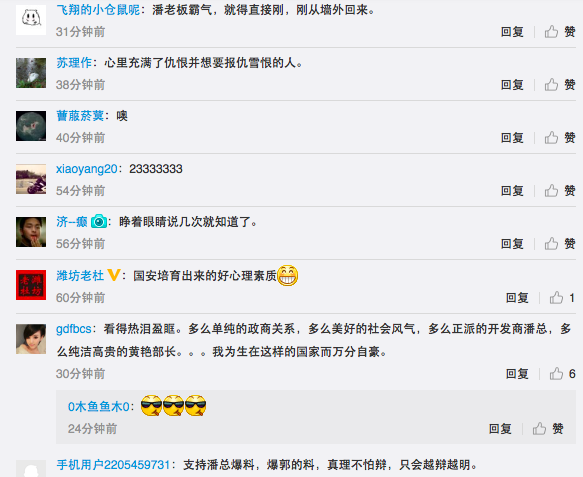 飞翔的小仓鼠呢：潘老板霸气，就得直接刚，刚从墙外回来。
31分钟前 回复 赞
苏理作：心里充满了仇恨并想要报仇雪恨的人。
38分钟前 回复 赞
蓸蕧菸蓂：噢
40分钟前 回复 赞
xiaoyang20：23333333
54分钟前 回复 赞
济--癫：睁着眼睛说几次就知道了。
56分钟前 回复 赞
潍坊老杜：国安培育出来的好心理素质
60分钟前 回复 1
gdfbcs：看得热泪盈眶。多么单纯的政商关系，多么美好的社会风气，多么正派的开发商潘总，多
么纯洁高贵的黄艳部长。。。我为生在这样的国家而万分自豪。
30分钟前 回复 6
0木鱼鱼木0：
24分钟前 回复 赞
手机用户2205459731：支持潘总爆料，爆郭的料，真理不怕辩，只会越辩越明。